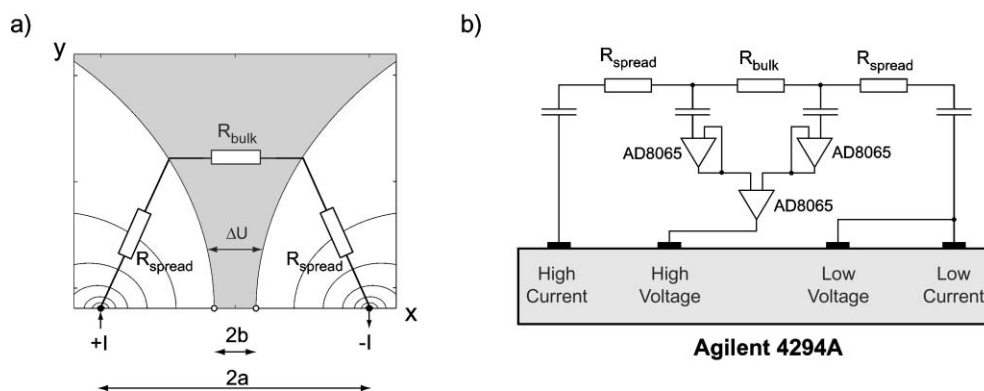 a)
y
R_bulk
ΔU
R_spread
R_spread
x
+I
-I
2b
2a
b)
R_spread
R_bulk
R_spread
AD8065
AD8065
AD8065
High Current
High Voltage
Low Voltage
Low Current
Agilent 4294A